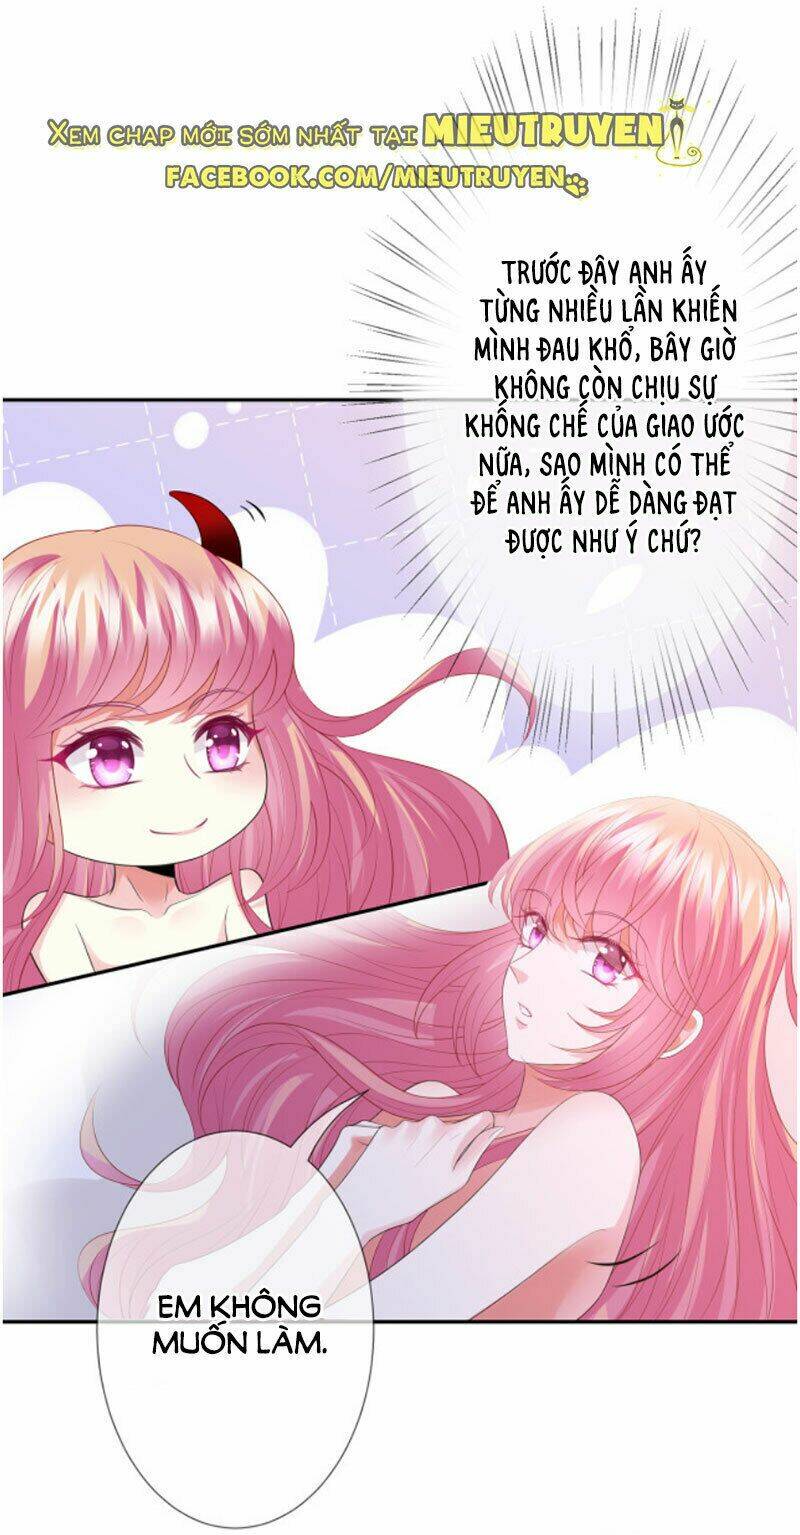 XEM CHAP MỚI SỚM NHẤT TẠI MIEUTRUYEN
FACEBOOK.COM/MIEUTRUYEN
TRƯỚC ĐÂY ANH ẤY
TỪNG NHIỀU LẦN KHIẾN
MÌNH ĐAU KHỔ, BÂY GIỜ
KHÔNG CÒN CHỊU SỰ
KHỐNG CHẾ CỦA GIAO ƯỚC
NỮA, SAO MÌNH CÓ THỂ
ĐỂ ANH ẤY DỄ DÀNG ĐẠT
ĐƯỢC NHƯ Ý CHỨ?
EM KHÔNG
MUỐN LÀM.